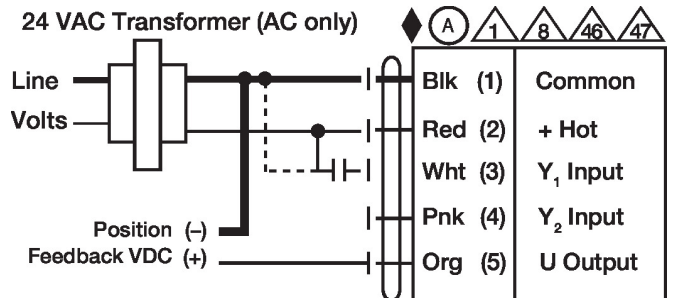 24 VAC Transformer (AC only)
A 1 8 46 47
Line
Volts
Blk (1) Common
Red (2) + Hot
Wht (3) Y1 Input
Pnk (4) Y2 Input
Position (–)
Feedback VDC (+)
Org (5) U Output